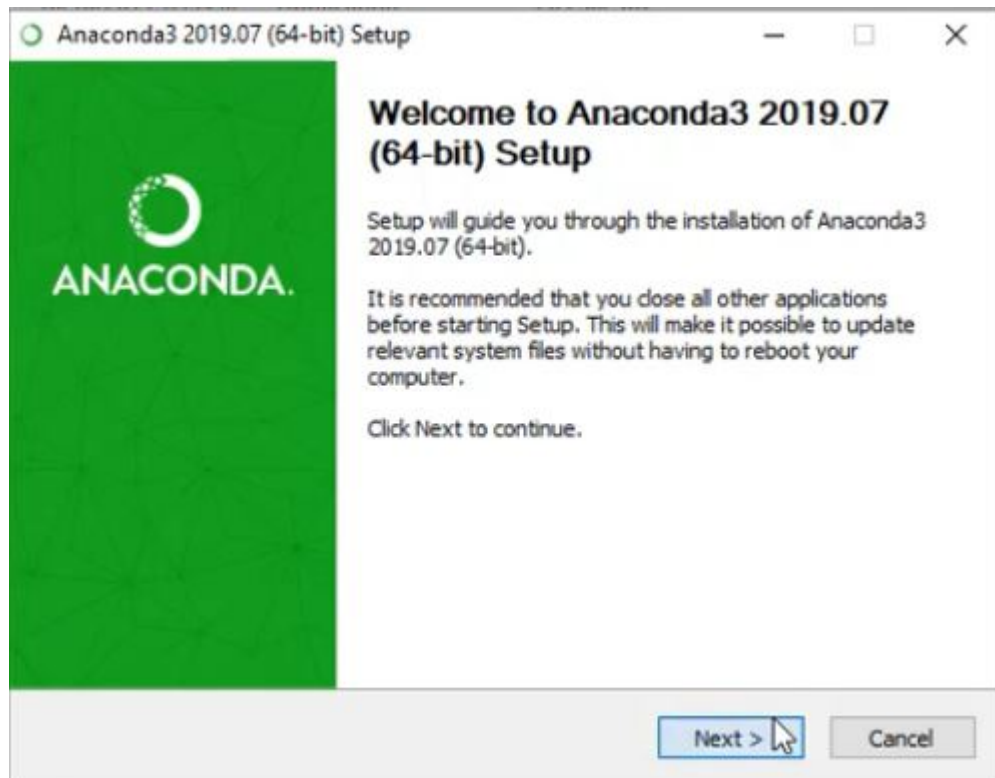 Anaconda3 2019.07 (64-bit) Setup
Welcome to Anaconda3 2019.07
(64-bit) Setup
Setup will guide you through the installation of Anaconda3
2019.07 (64-bit).
It is recommended that you close all other applications
before starting Setup. This will make it possible to update
relevant system files without having to reboot your
computer.
Click Next to continue.
ANACONDA.
Next >
Cancel